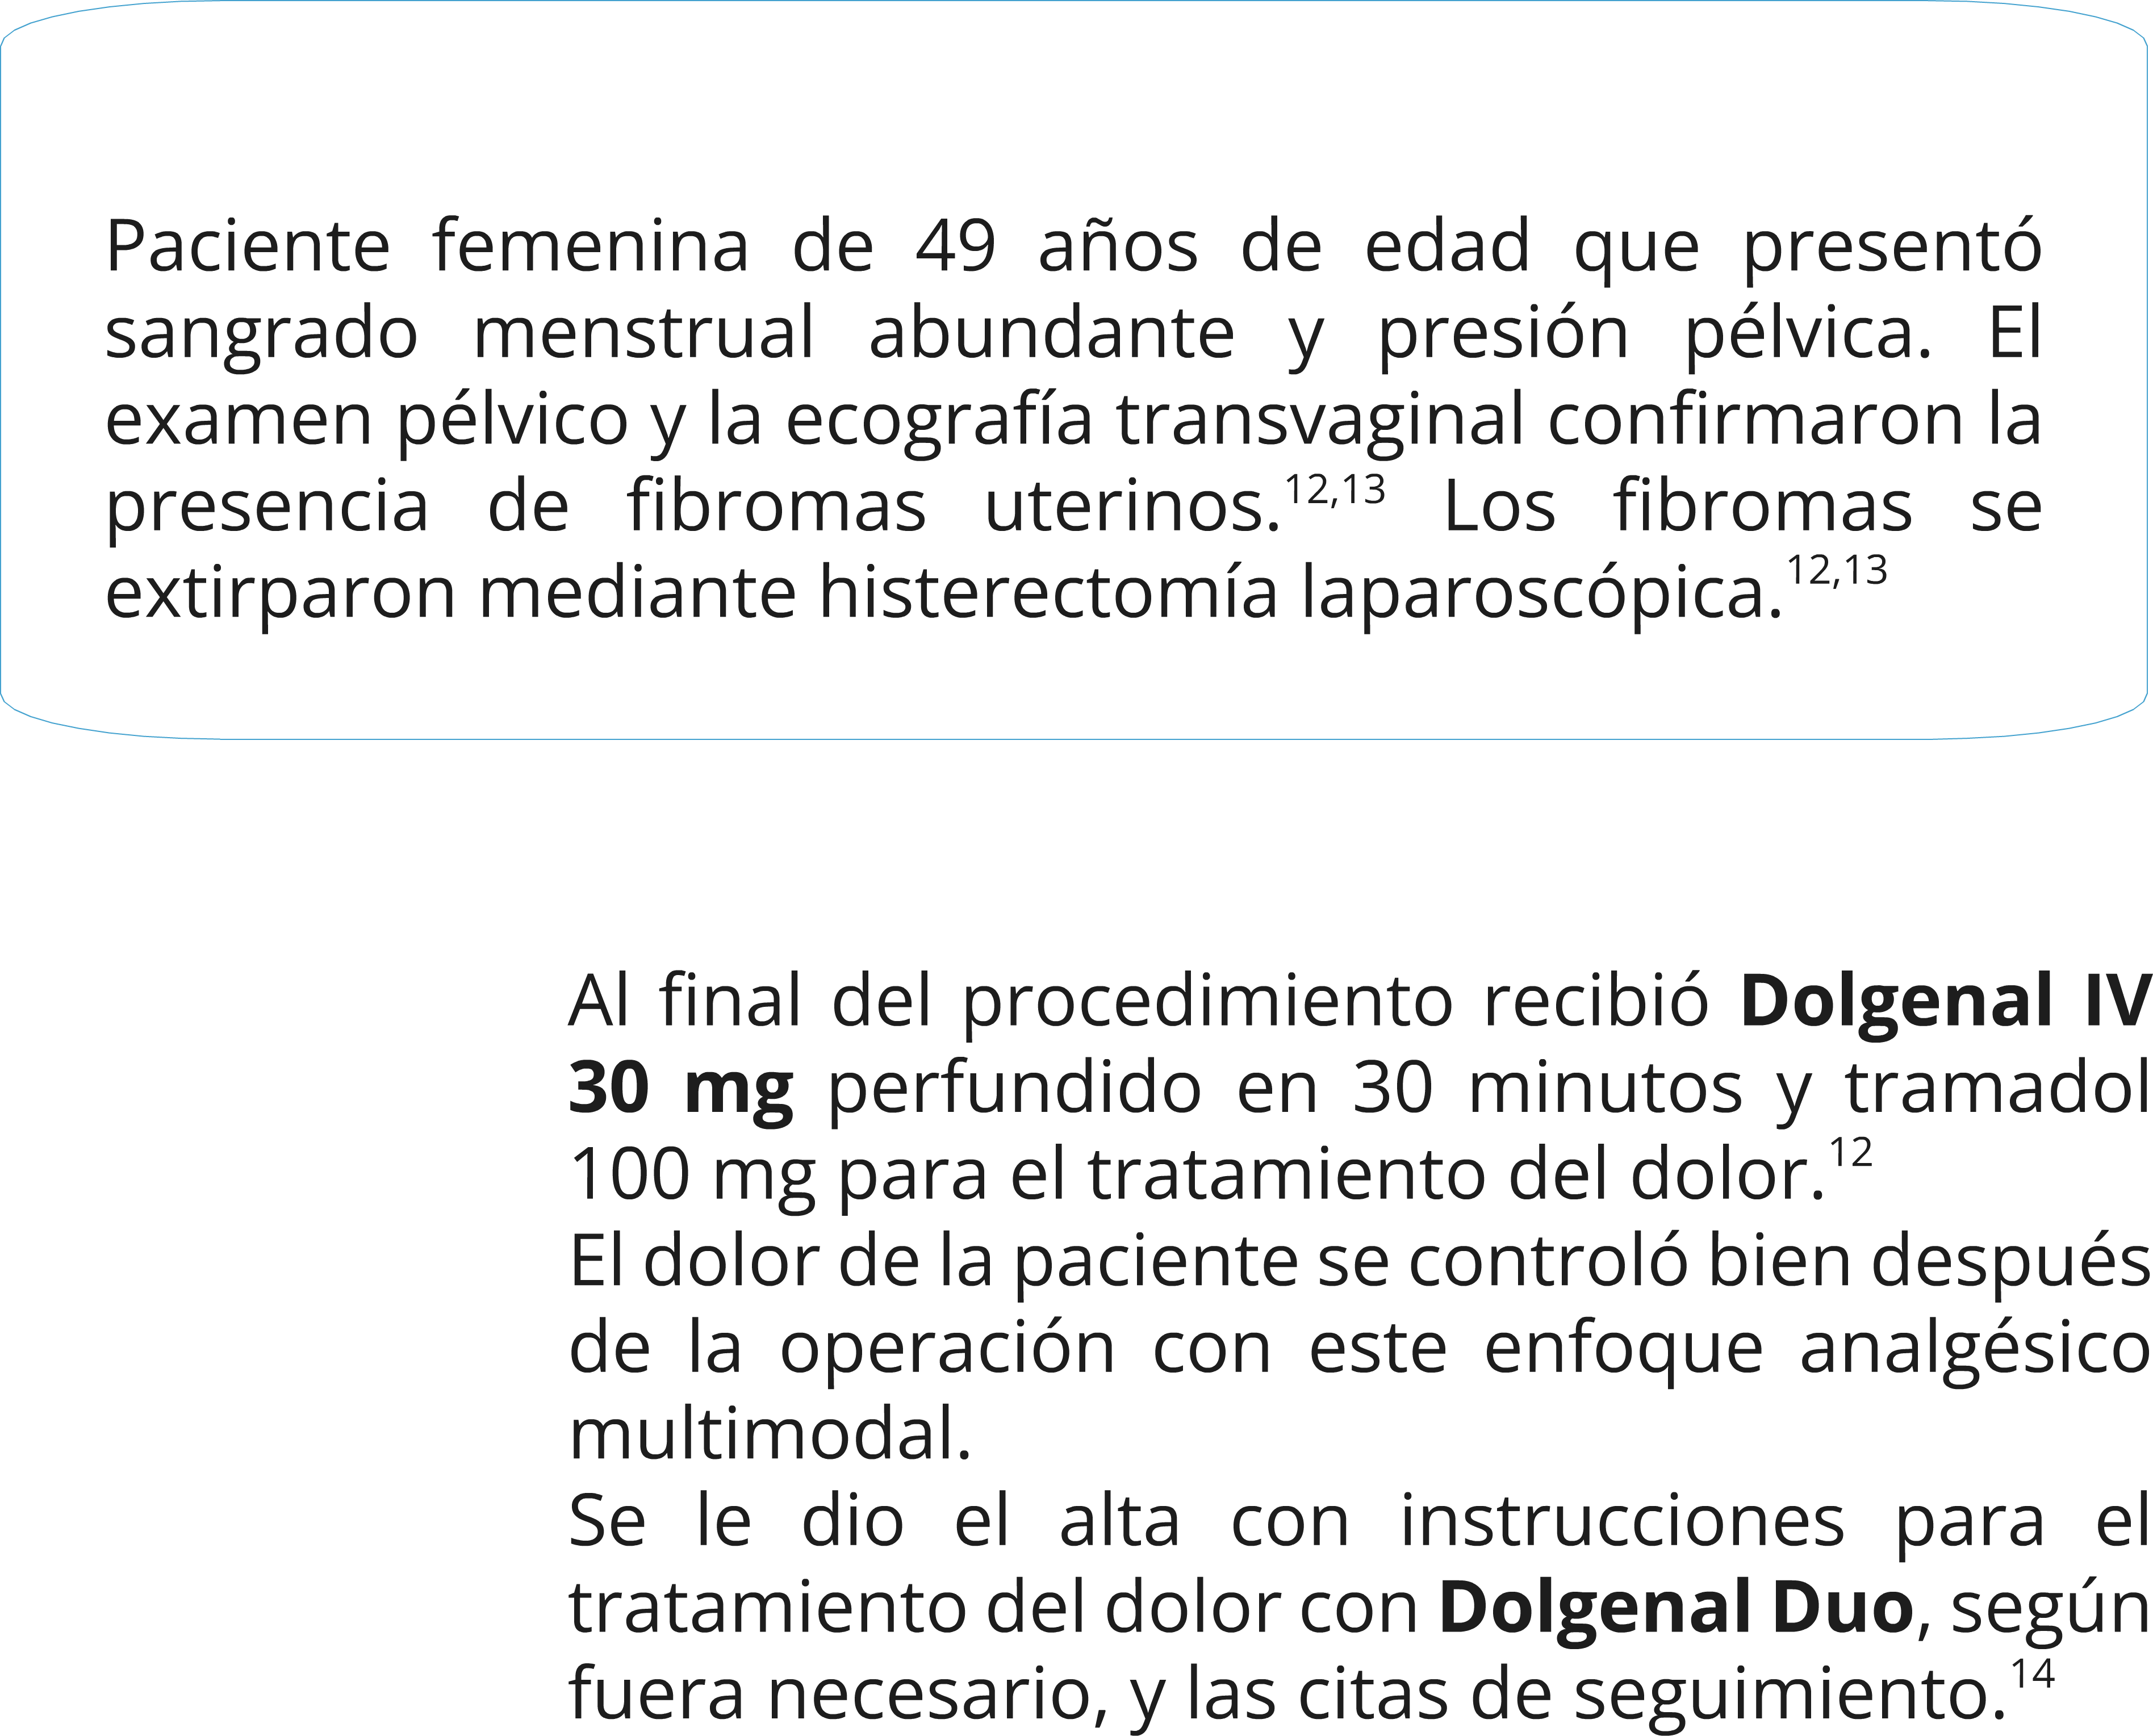 Paciente femenina de 49 años de edad que presentó
sangrado menstrual abundante y presión pélvica. El
examen pélvico y la ecografía transvaginal confirmaron la
presencia de fibromas uterinos.12,13 Los fibromas se
extirparon mediante histerectomía laparoscópica.12,13
Al final del procedimiento recibió Dolgenal IV
30 mg perfundido en 30 minutos y tramadol
100 mg para el tratamiento del dolor.12
El dolor de la paciente se controló bien después
de la operación con este enfoque analgésico
multimodal.
Se le dio el alta con instrucciones para el
tratamiento del dolor con Dolgenal Duo, según
fuera necesario, y las citas de seguimiento.14